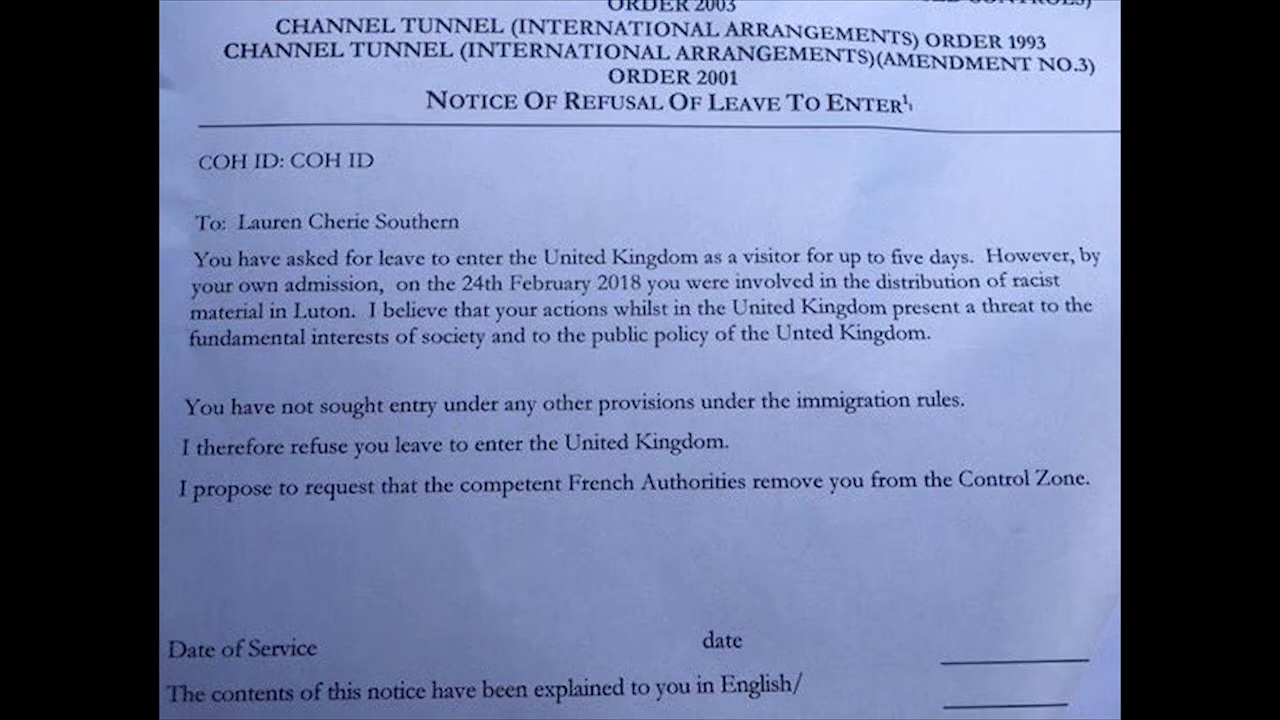 ORDER 2003
CHANNEL TUNNEL (INTERNATIONAL ARRANGEMENTS) ORDER 1993
CHANNEL TUNNEL (INTERNATIONAL ARRANGEMENTS)(AMENDMENT NO.3)
ORDER 2001
NOTICE OF REFUSAL OF LEAVE TO ENTER¹,
COH ID: COH ID
To: Lauren Cherie Southern
You have asked for leave to enter the United Kingdom as a visitor for up to five days. However, by
your own admission, on the 24th February 2018 you were involved in the distribution of racist
material in Luton. I believe that your actions whilst in the United Kingdom present a threat to the
fundamental interests of society and to the public policy of the Unted Kingdom.
You have not sought entry under any other provisions under the immigration rules.
I therefore refuse you leave to enter the United Kingdom.
I propose to request that the competent French Authorities remove you from the Control Zone.
Date of Service date
The contents of this notice have been explained to you in English/